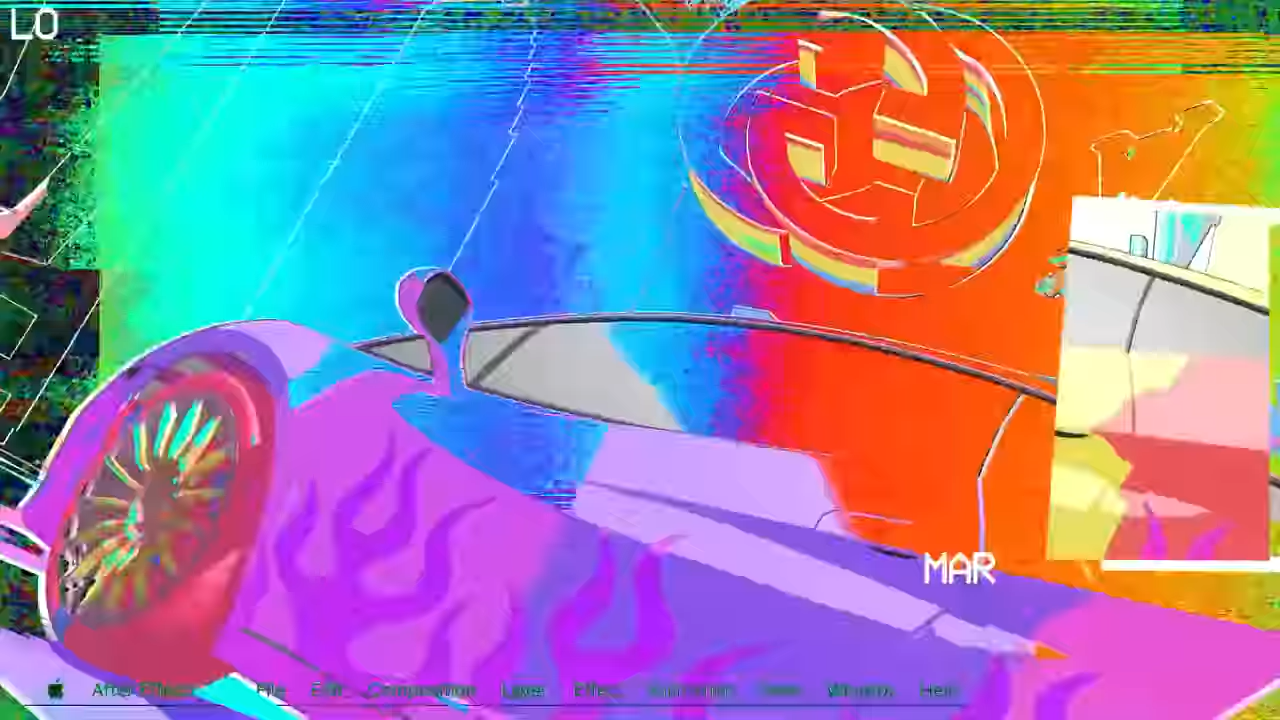 LO
MAR
After Effects File Edit Composition Layer Effect Animation View Window Help